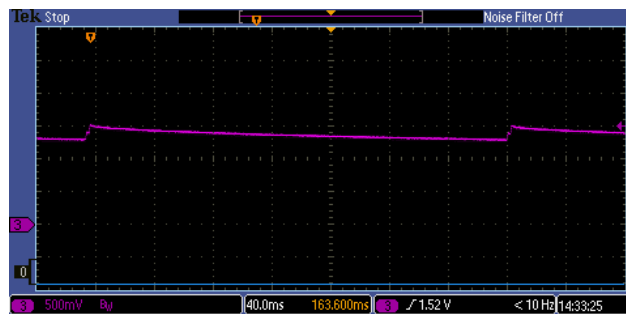 Tek Stop Noise Filter Off
T
T
3
0
3 500mV BW 40.0ms 163.600ms 3 1.52 V < 10 Hz 14:33:25